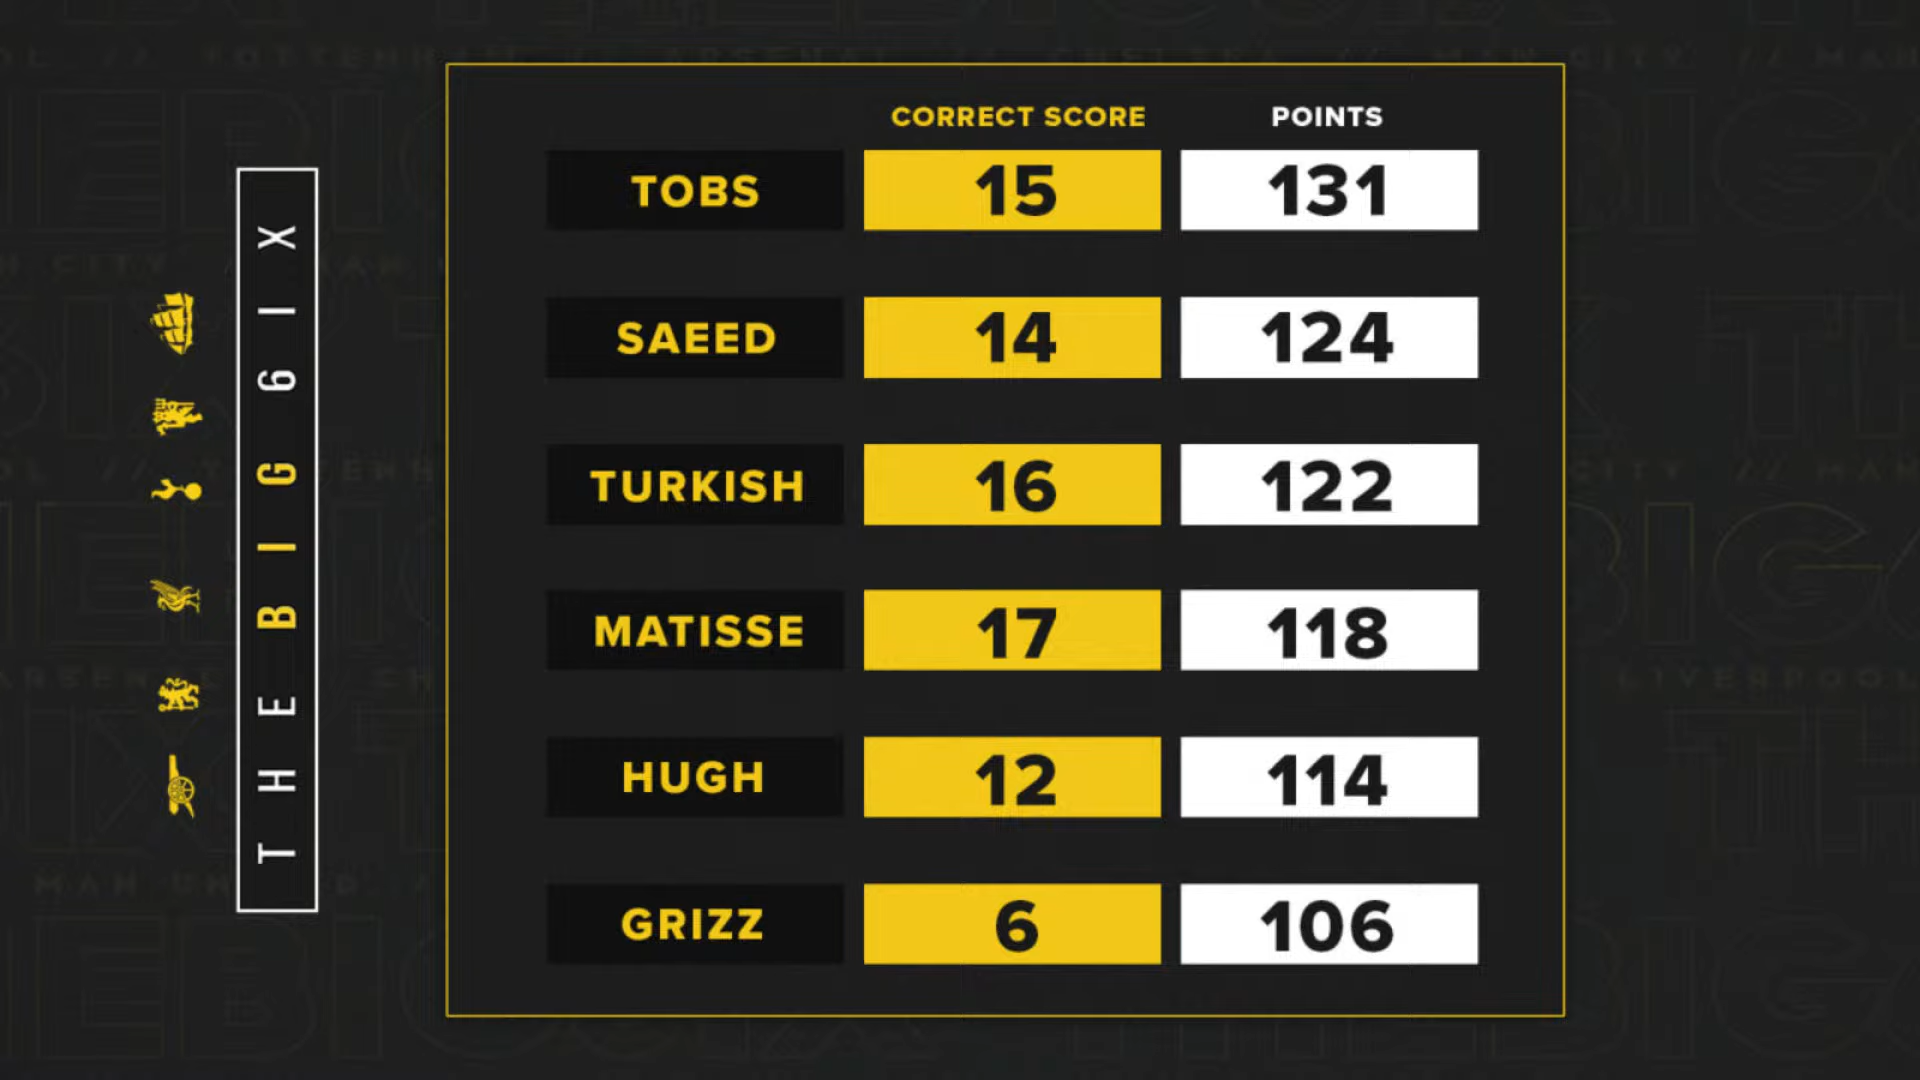 THE BIG 6IX
CORRECT SCORE POINTS
TOBS 15 131
SAEED 14 124
TURKISH 16 122
MATISSE 17 118
HUGH 12 114
GRIZZ 6 106